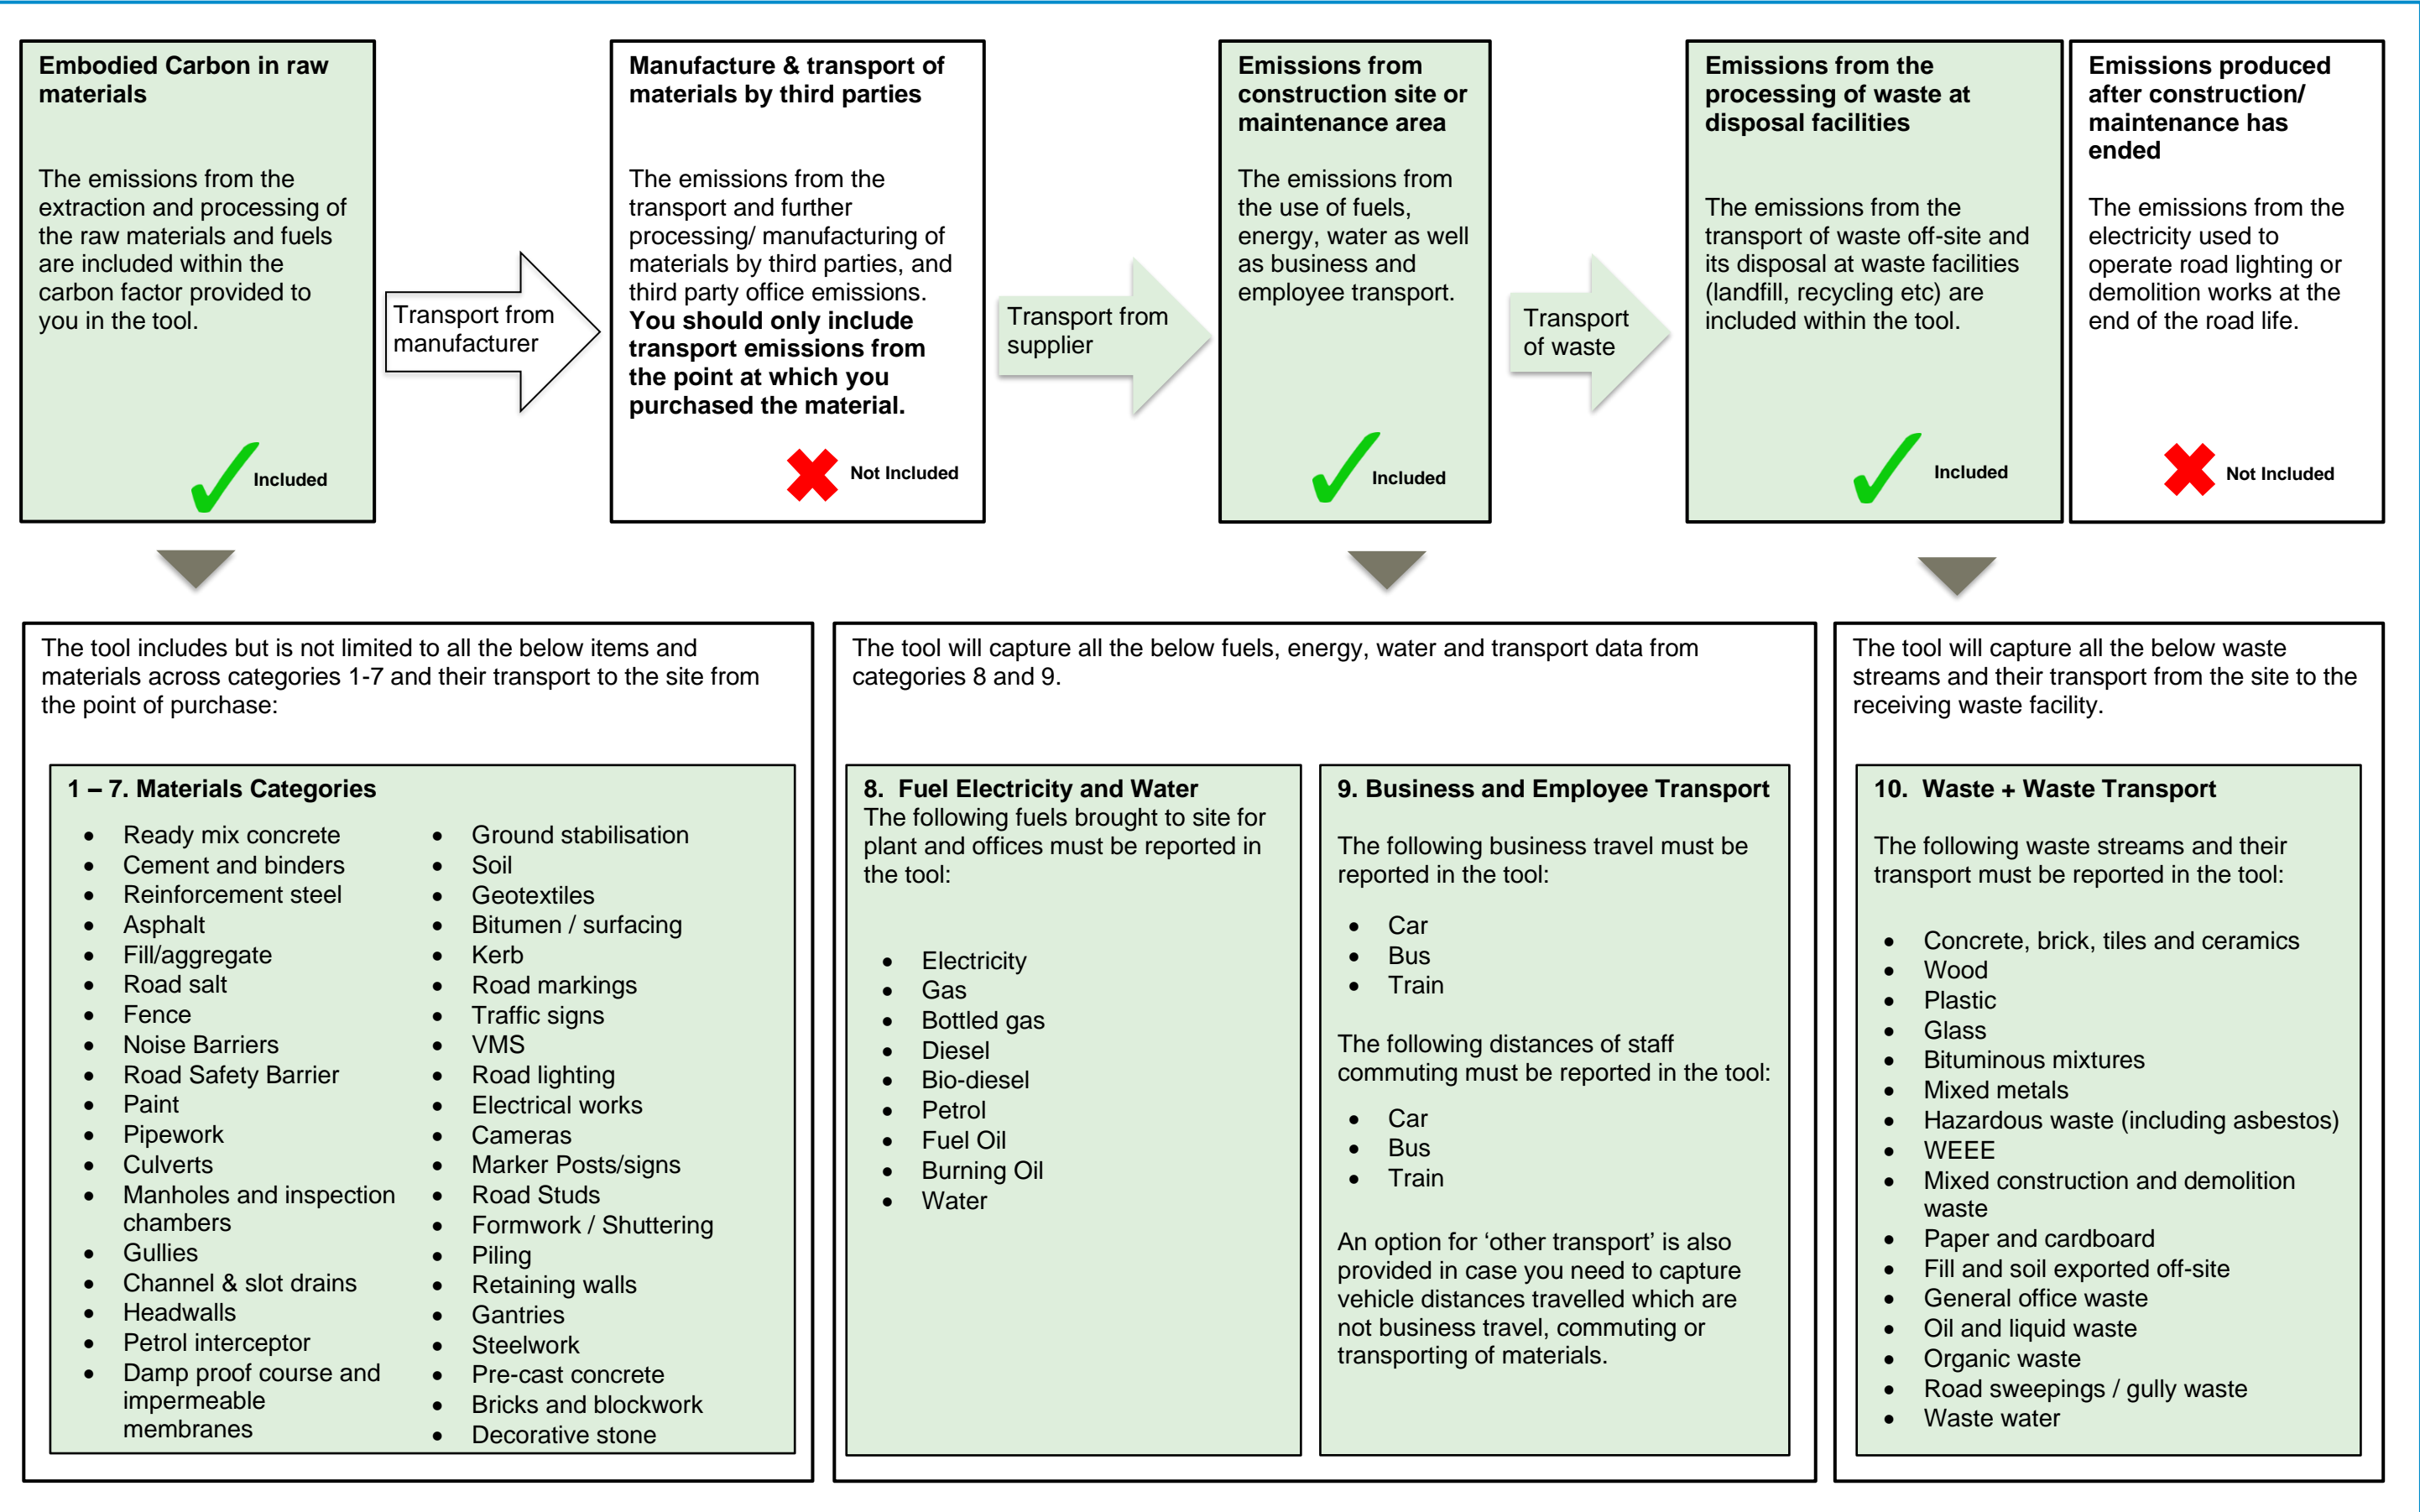 Embodied Carbon in raw
materials
The emissions from the
extraction and processing of
the raw materials and fuels
are included within the
carbon factor provided to
you in the tool.
Included
Transport from
manufacturer
Manufacture & transport of
materials by third parties
The emissions from the
transport and further
processing/ manufacturing of
materials by third parties, and
third party office emissions.
You should only include
transport emissions from
the point at which you
purchased the material.
Not Included
Transport from
supplier
Emissions from
construction site or
maintenance area
The emissions from
the use of fuels,
energy, water as well
as business and
employee transport.
Included
Transport
of waste
Emissions from the
processing of waste at
disposal facilities
The emissions from the
transport of waste off-site and
its disposal at waste facilities
(landfill, recycling etc) are
included within the tool.
Included
Emissions produced
after construction/
maintenance has
ended
The emissions from the
electricity used to
operate road lighting or
demolition works at the
end of the road life.
Not Included
The tool includes but is not limited to all the below items and
materials across categories 1-7 and their transport to the site from
the point of purchase:
1 – 7. Materials Categories
• Ready mix concrete
• Cement and binders
• Reinforcement steel
• Asphalt
• Fill/aggregate
• Road salt
• Fence
• Noise Barriers
• Road Safety Barrier
• Paint
• Pipework
• Culverts
• Manholes and inspection
chambers
• Gullies
• Channel & slot drains
• Headwalls
• Petrol interceptor
• Damp proof course and
impermeable
membranes
• Ground stabilisation
• Soil
• Geotextiles
• Bitumen / surfacing
• Kerb
• Road markings
• Traffic signs
• VMS
• Road lighting
• Electrical works
• Cameras
• Marker Posts/signs
• Road Studs
• Formwork / Shuttering
• Piling
• Retaining walls
• Gantries
• Steelwork
• Pre-cast concrete
• Bricks and blockwork
• Decorative stone
The tool will capture all the below fuels, energy, water and transport data from
categories 8 and 9.
8. Fuel Electricity and Water
The following fuels brought to site for
plant and offices must be reported in
the tool:
• Electricity
• Gas
• Bottled gas
• Diesel
• Bio-diesel
• Petrol
• Fuel Oil
• Burning Oil
• Water
9. Business and Employee Transport
The following business travel must be
reported in the tool:
• Car
• Bus
• Train
The following distances of staff
commuting must be reported in the tool:
• Car
• Bus
• Train
An option for ‘other transport’ is also
provided in case you need to capture
vehicle distances travelled which are
not business travel, commuting or
transporting of materials.
The tool will capture all the below waste
streams and their transport from the site to the
receiving waste facility.
10. Waste + Waste Transport
The following waste streams and their
transport must be reported in the tool:
• Concrete, brick, tiles and ceramics
• Wood
• Plastic
• Glass
• Bituminous mixtures
• Mixed metals
• Hazardous waste (including asbestos)
• WEEE
• Mixed construction and demolition
waste
• Paper and cardboard
• Fill and soil exported off-site
• General office waste
• Oil and liquid waste
• Organic waste
• Road sweepings / gully waste
• Waste water